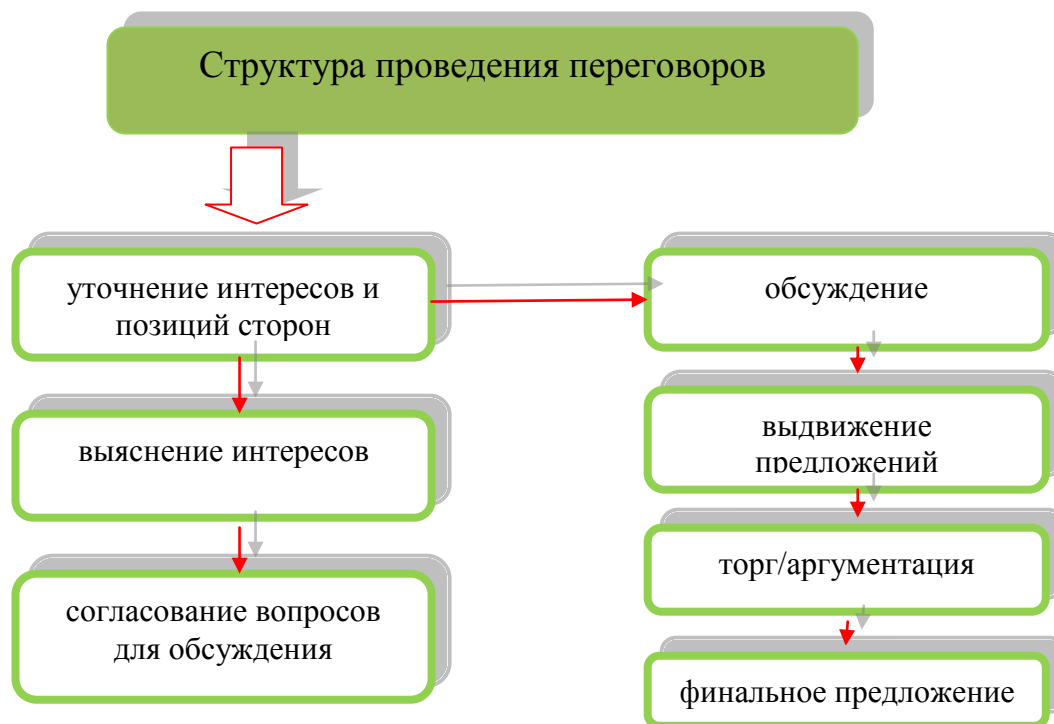 Структура проведения переговоров
уточнение интересов и
позиций сторон
выяснение интересов
согласование вопросов
для обсуждения
обсуждение
выдвижение
предложений
торг/аргументация
финальное предложение